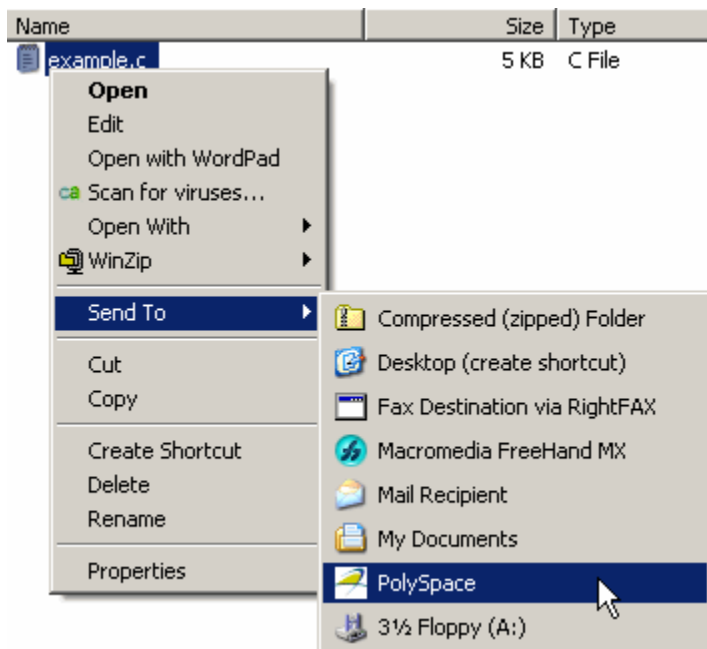 Name Size Type
example.c 5 KB C File
Open
Edit
Open with WordPad
ca Scan for viruses...
Open With
WinZip
Send To
Cut
Copy
Create Shortcut
Delete
Rename
Properties
Compressed (zipped) Folder
Desktop (create shortcut)
Fax Destination via RightFAX
Macromedia FreeHand MX
Mail Recipient
My Documents
PolySpace
3½ Floppy (A:)